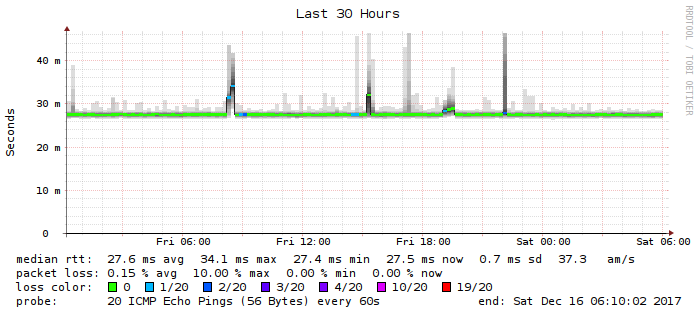 Last 30 Hours
RRDTOOL / TOBI OETIKER
Seconds
40 m
30 m
20 m
10 m
0
Fri 06:00 Fri 12:00 Fri 18:00 Sat 00:00 Sat 06:00
median rtt: 27.6 ms avg 34.1 ms max 27.4 ms min 27.5 ms now 0.7 ms sd 37.3 am/s
packet loss: 0.15 % avg 10.00 % max 0.00 % min 0.00 % now
loss color: 0 1/20 2/20 3/20 4/20 10/20 19/20
probe: 20 ICMP Echo Pings (56 Bytes) every 60s end: Sat Dec 16 06:10:02 2017